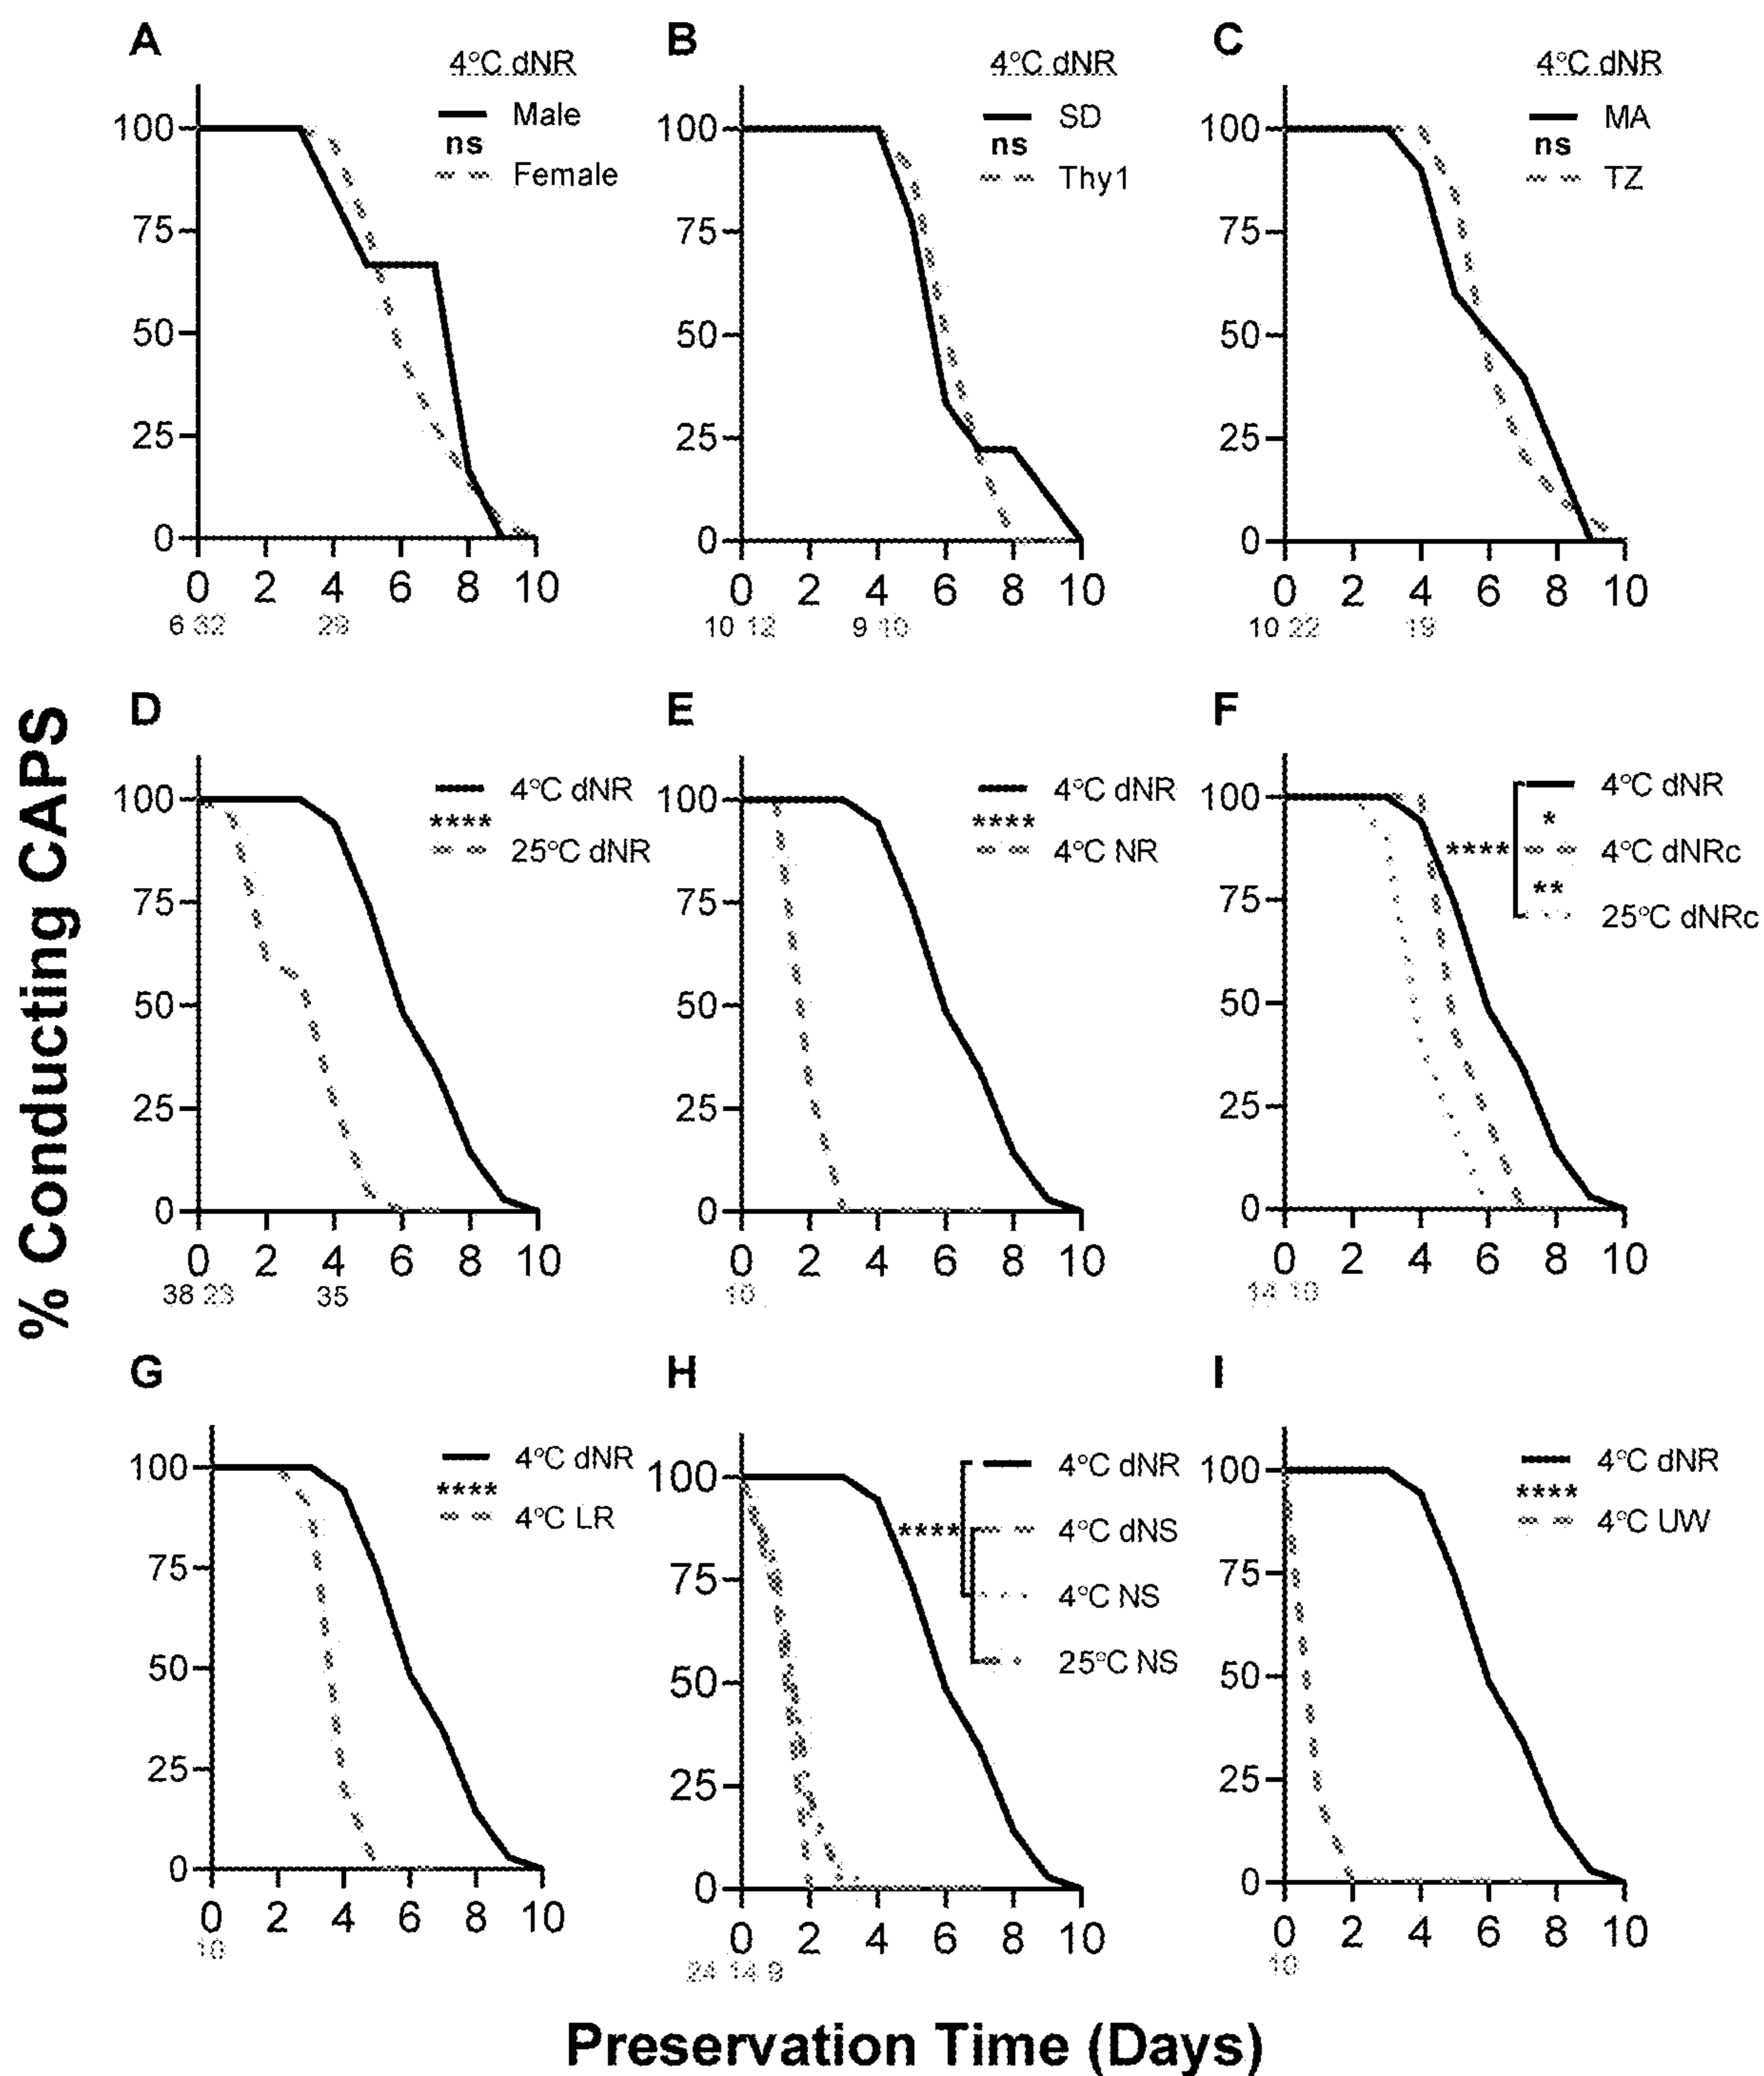 % Conducting CAPS
A
4°C dNR
Male
ns
Female
100
75
50
25
0
0 2 4 6 8 10
6 32 29
B
4°C dNR
SD
ns
Thy1
100
75
50
25
0
0 2 4 6 8 10
10 12 9 10
C
4°C dNR
MA
ns
TZ
100
75
50
25
0
0 2 4 6 8 10
10 22 19
D
4°C dNR
****
25°C dNR
100
75
50
25
0
0 2 4 6 8 10
38 23 35
E
4°C dNR
****
4°C NR
100
75
50
25
0
0 2 4 6 8 10
10
F
4°C dNR
*
**** 4°C dNRc
**
25°C dNRc
100
75
50
25
0
0 2 4 6 8 10
14 10
G
4°C dNR
****
4°C LR
100
75
50
25
0
0 2 4 6 8 10
10
H
4°C dNR
**** 4°C dNS
4°C NS
25°C NS
100
75
50
25
0
0 2 4 6 8 10
24 14 9
I
4°C dNR
****
4°C UW
100
75
50
25
0
0 2 4 6 8 10
10
Preservation Time (Days)